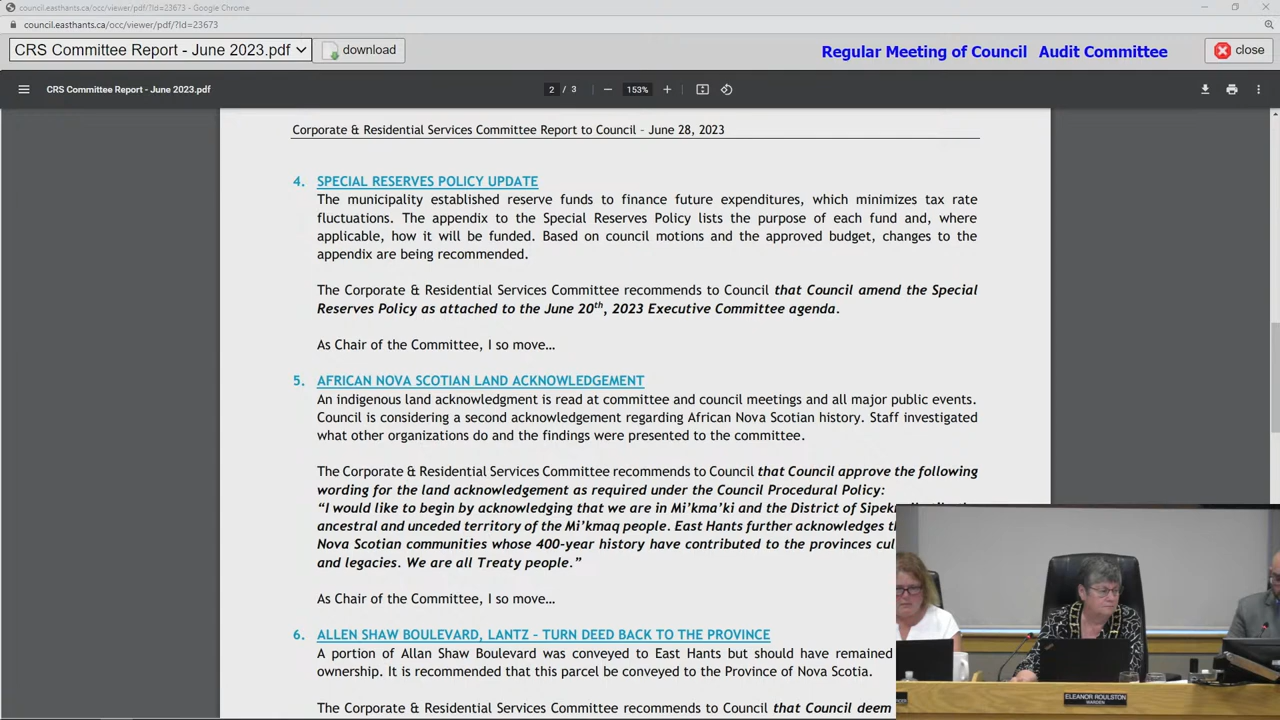 council.easthants.ca/occ/viewer/pdf/?Id=23673 - Google Chrome
council.easthants.ca/occ/viewer/pdf/?Id=23673
CRS Committee Report - June 2023.pdf download Regular Meeting of Council Audit Committee close
CRS Committee Report - June 2023.pdf 2 / 3 153%
Corporate & Residential Services Committee Report to Council – June 28, 2023
4. SPECIAL RESERVES POLICY UPDATE
The municipality established reserve funds to finance future expenditures, which minimizes tax rate
fluctuations. The appendix to the Special Reserves Policy lists the purpose of each fund and, where
applicable, how it will be funded. Based on council motions and the approved budget, changes to the
appendix are being recommended.
The Corporate & Residential Services Committee recommends to Council that Council amend the Special
Reserves Policy as attached to the June 20th, 2023 Executive Committee agenda.
As Chair of the Committee, I so move…
5. AFRICAN NOVA SCOTIAN LAND ACKNOWLEDGEMENT
An indigenous land acknowledgment is read at committee and council meetings and all major public events.
Council is considering a second acknowledgement regarding African Nova Scotian history. Staff investigated
what other organizations do and the findings were presented to the committee.
The Corporate & Residential Services Committee recommends to Council that Council approve the following
wording for the land acknowledgement as required under the Council Procedural Policy:
“I would like to begin by acknowledging that we are in Mi’kma’ki and the District of
ancestral and unceded territory of the Mi’kmaq people. East Hants further acknowledges
Nova Scotian communities whose 400-year history have contributed to the provinces
and legacies. We are all Treaty people.”
As Chair of the Committee, I so move…
6. ALLEN SHAW BOULEVARD, LANTZ – TURN DEED BACK TO THE PROVINCE
A portion of Allan Shaw Boulevard was conveyed to East Hants but should have remained
ownership. It is recommended that this parcel be conveyed to the Province of Nova Scotia.
The Corporate & Residential Services Committee recommends to Council that Council deem
ELEANOR ROULSTON
WARDEN